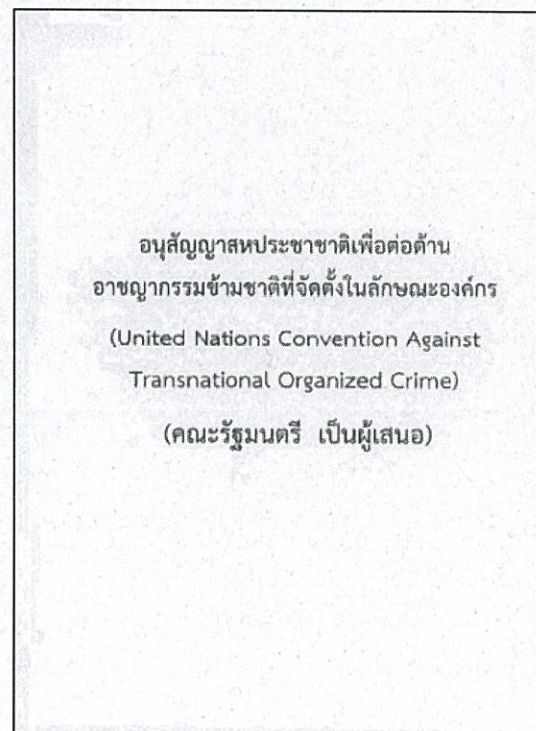 อนุสัญญาสหประชาชาติเพื่อต่อต้าน
อาชญากรรมข้ามชาติที่จัดตั้งในลักษณะองค์กร
(United Nations Convention Against
Transnational Organized Crime)
(คณะรัฐมนตรี เป็นผู้เสนอ)